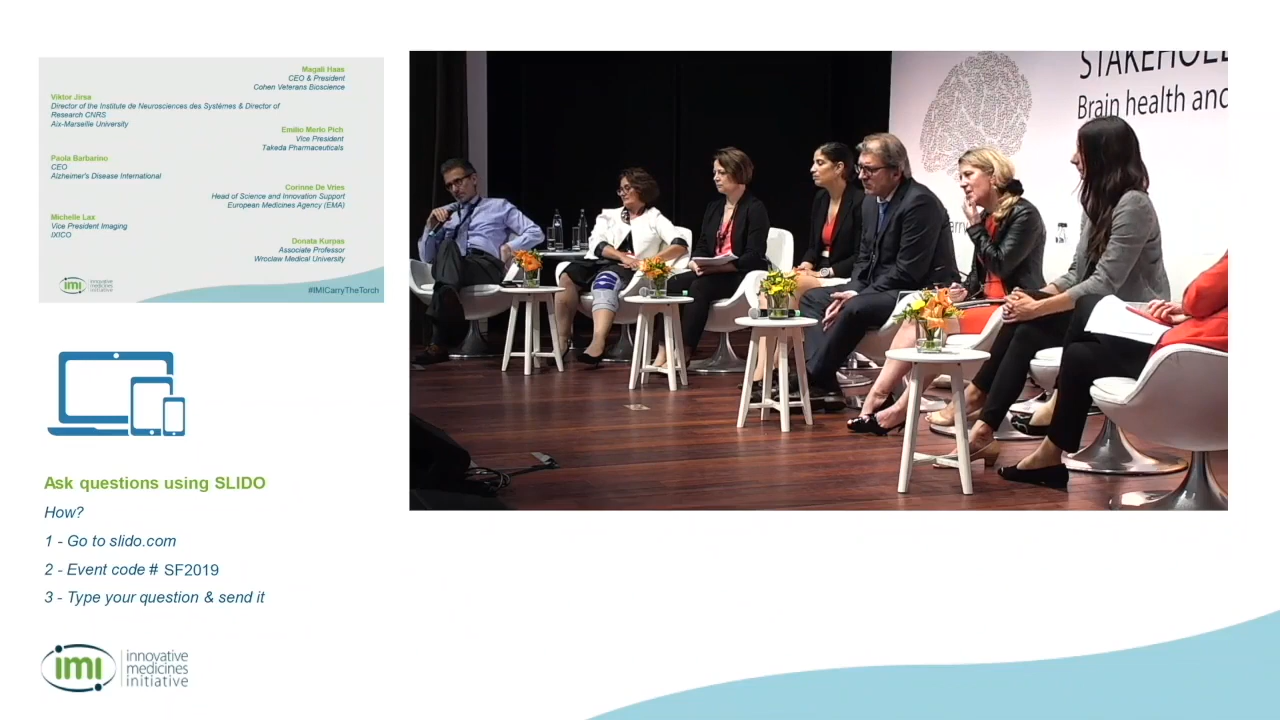 Magali Haas
CEO & President
Cohen Veterans Bioscience
Viktor Jirsa
Director of the Institute de Neurosciences des Systèmes & Director of
Research CNRS
Aix-Marseille University
Emilio Merlo Pich
Vice President
Takeda Pharmaceuticals
Paola Barbarino
CEO
Alzheimer's Disease International
Corinne De Vries
Head of Science and Innovation Support
European Medicines Agency (EMA)
Michelle Lax
Vice President Imaging
IXICO
Donata Kurpas
Associate Professor
Wroclaw Medical University
imi
innovative
medicines
initiative
#IMICarryTheTorch
STAKEHOL
Brain health and
Ask questions using SLIDO
How?
1 - Go to slido.com
2 - Event code # SF2019
3 - Type your question & send it
imi
innovative
medicines
initiative